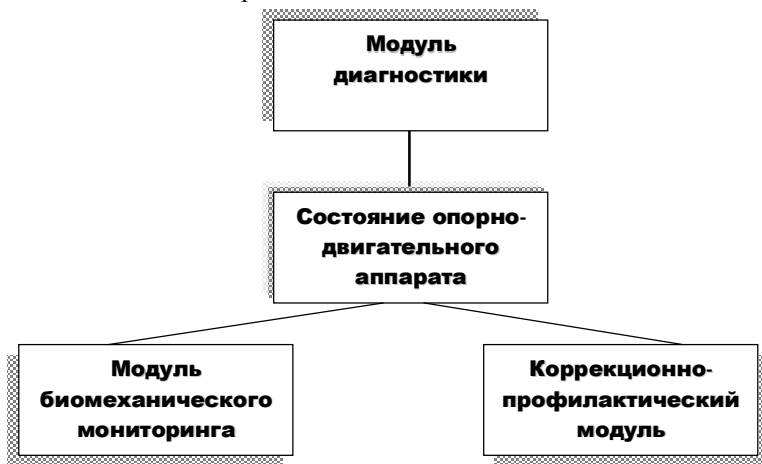 Модуль
диагностики
Состояние опорно-
двигательного
аппарата
Модуль
биомеханического
мониторинга
Коррекционно-
профилактический
модуль